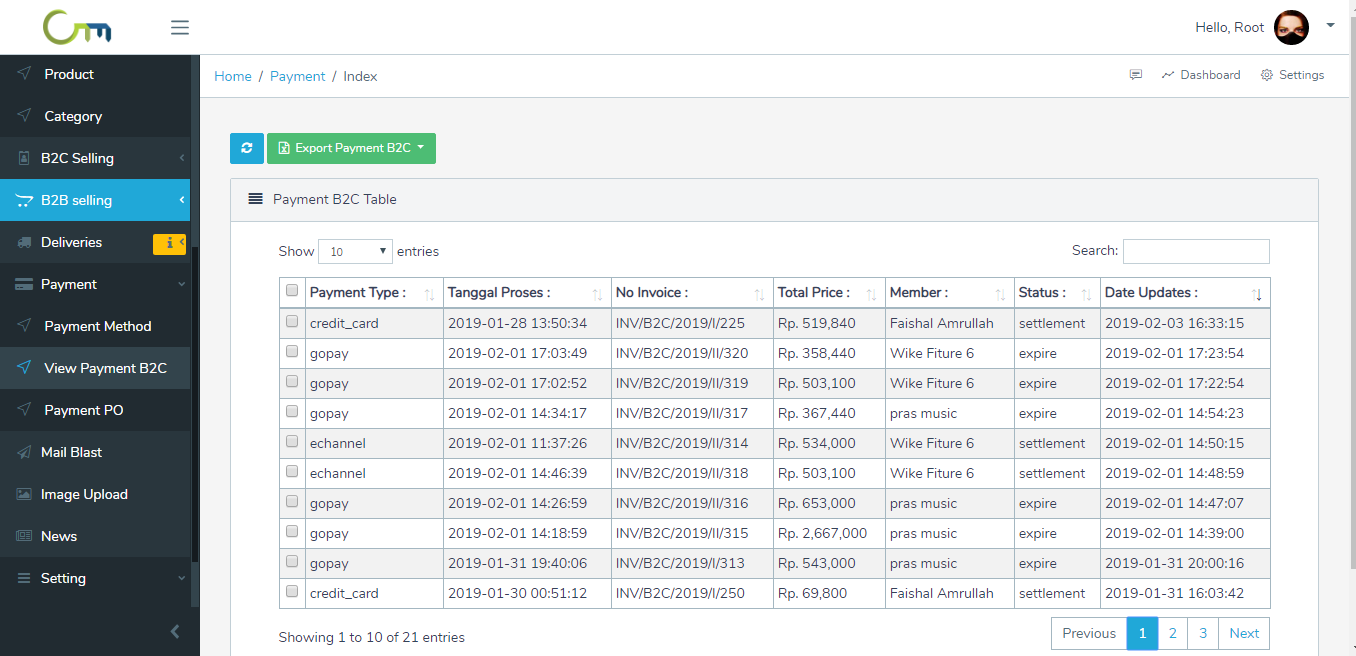 Hello, Root
Product
Category
B2C Selling
B2B selling
Deliveries
Payment
Payment Method
View Payment B2C
Payment PO
Mail Blast
Image Upload
News
Setting
Home / Payment / Index
Dashboard Settings
Export Payment B2C
Payment B2C Table
Show 10 entries Search:
Payment Type : Tanggal Proses : No Invoice : Total Price : Member : Status : Date Updates :
credit_card 2019-01-28 13:50:34 INV/B2C/2019/I/225 Rp. 519,840 Faishal Amrullah settlement 2019-02-03 16:33:15
gopay 2019-02-01 17:03:49 INV/B2C/2019/II/320 Rp. 358,440 Wike Fiture 6 expire 2019-02-01 17:23:54
gopay 2019-02-01 17:02:52 INV/B2C/2019/II/319 Rp. 503,100 Wike Fiture 6 expire 2019-02-01 17:22:54
gopay 2019-02-01 14:34:17 INV/B2C/2019/II/317 Rp. 367,440 pras music expire 2019-02-01 14:54:23
echannel 2019-02-01 11:37:26 INV/B2C/2019/II/314 Rp. 534,000 Wike Fiture 6 settlement 2019-02-01 14:50:15
echannel 2019-02-01 14:46:39 INV/B2C/2019/II/318 Rp. 503,100 Wike Fiture 6 settlement 2019-02-01 14:48:59
gopay 2019-02-01 14:26:59 INV/B2C/2019/II/316 Rp. 653,000 pras music expire 2019-02-01 14:47:07
gopay 2019-02-01 14:18:59 INV/B2C/2019/II/315 Rp. 2,667,000 pras music expire 2019-02-01 14:39:00
gopay 2019-01-31 19:40:06 INV/B2C/2019/I/313 Rp. 543,000 pras music expire 2019-01-31 20:00:16
credit_card 2019-01-30 00:51:12 INV/B2C/2019/I/250 Rp. 69,800 Faishal Amrullah settlement 2019-01-31 16:03:42
Showing 1 to 10 of 21 entries Previous 1 2 3 Next